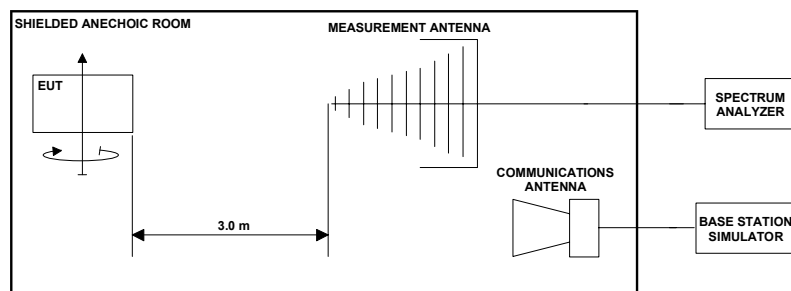 SHIELDED ANECHOIC ROOM
MEASUREMENT ANTENNA
EUT
SPECTRUM
ANALYZER
COMMUNICATIONS
ANTENNA
3.0 m
BASE STATION
SIMULATOR